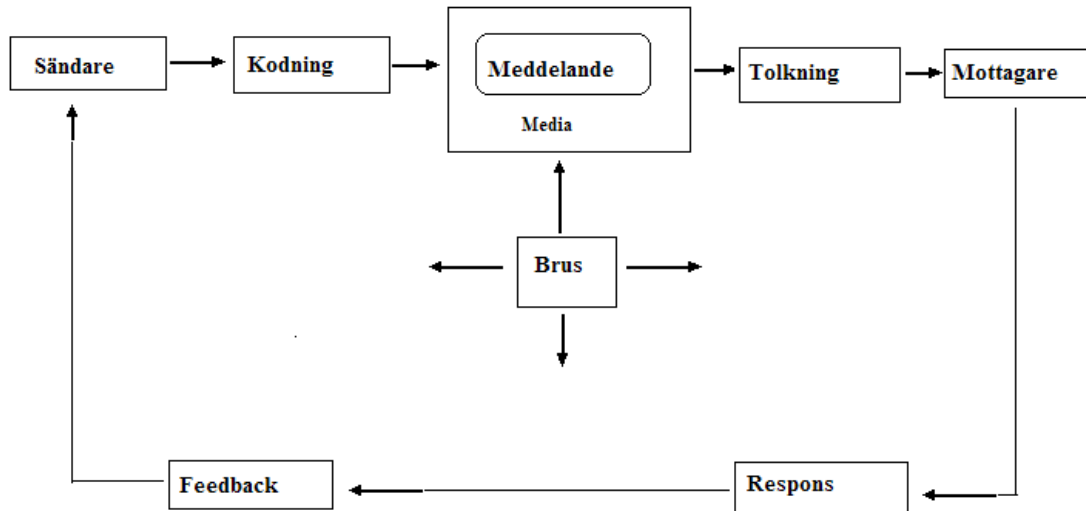 Sändare
Kodning
Meddelande
Media
Tolkning
Mottagare
Brus
Feedback
Respons